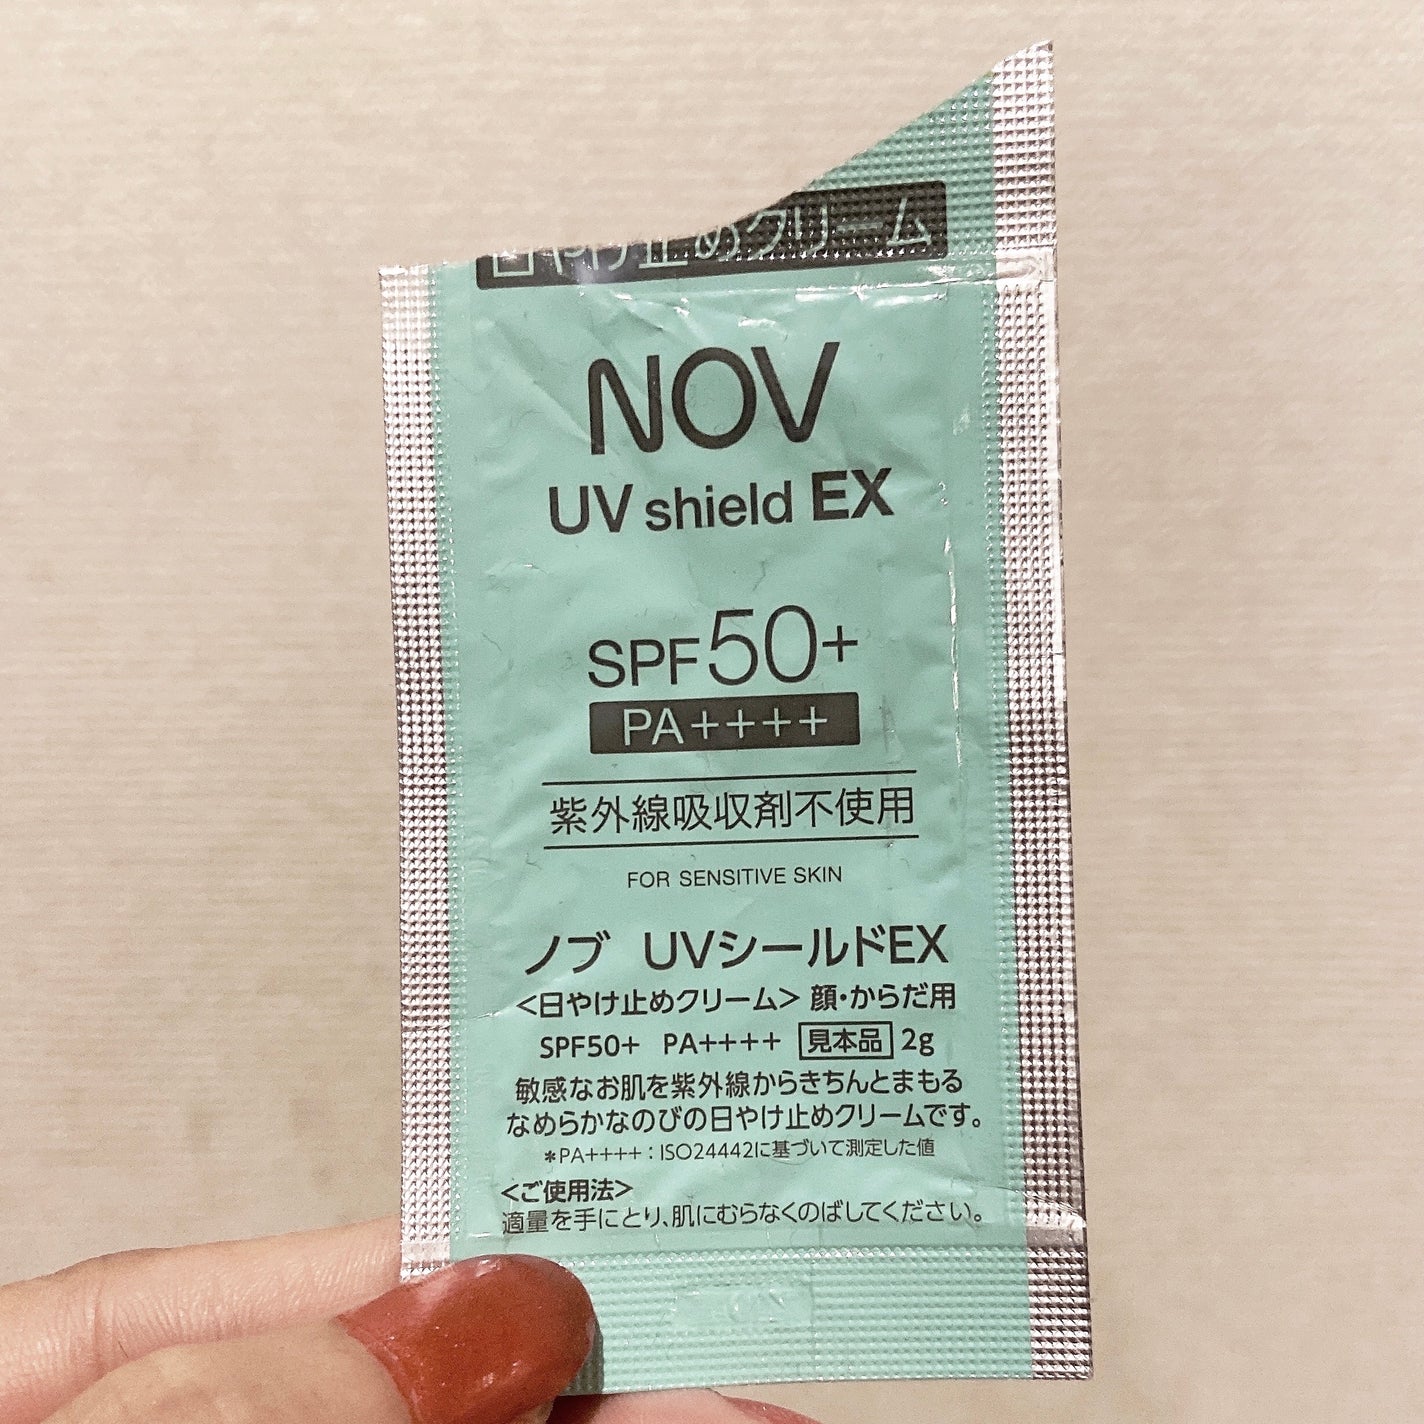 日やけ止めクリーム
NOV
UV shield EX
SPF50+
PA++++
紫外線吸収剤不使用
FOR SENSITIVE SKIN
ノブ UVシールドEX
<日やけ止めクリーム> 顔・からだ用
SPF50+ PA++++ 見本品 2g
敏感なお肌を紫外線からきちんとまもる
なめらかなのびの日やけ止めクリームです。
*PA++++:ISO24442に基づいて測定した値
<ご使用法>
適量を手にとり、肌にむらなくのばしてください。